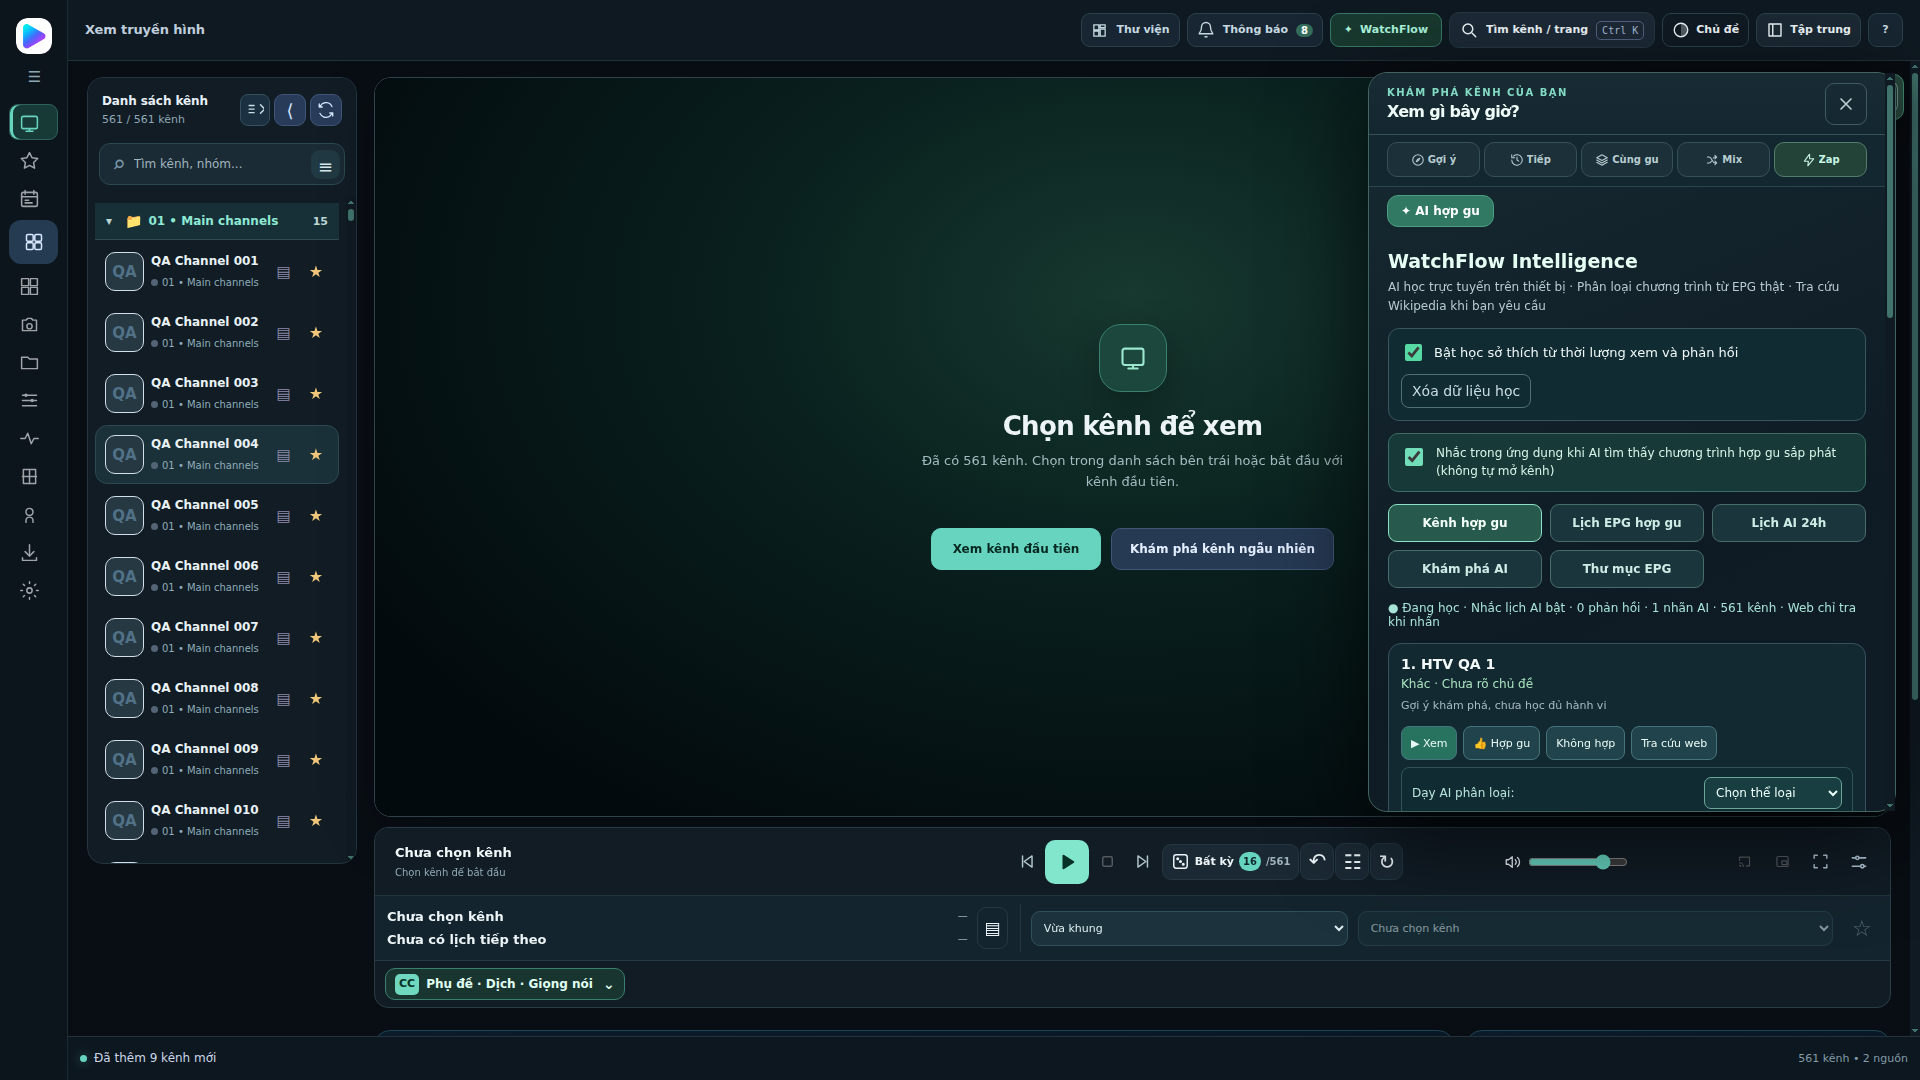 Xem truyền hình
Thư viện
Thông báo 8
✦ WatchFlow
Tìm kênh / trang Ctrl K
Chủ đề
Tập trung
?
Danh sách kênh
561 / 561 kênh
Tìm kênh, nhóm...
01 • Main channels 15
QA QA Channel 001
01 • Main channels
QA QA Channel 002
01 • Main channels
QA QA Channel 003
01 • Main channels
QA QA Channel 004
01 • Main channels
QA QA Channel 005
01 • Main channels
QA QA Channel 006
01 • Main channels
QA QA Channel 007
01 • Main channels
QA QA Channel 008
01 • Main channels
QA QA Channel 009
01 • Main channels
QA QA Channel 010
01 • Main channels
Chọn kênh để xem
Đã có 561 kênh. Chọn trong danh sách bên trái hoặc bắt đầu với
kênh đầu tiên.
Xem kênh đầu tiên
Khám phá kênh ngẫu nhiên
KHÁM PHÁ KÊNH CỦA BẠN
Xem gì bây giờ?
Gợi ý
Tiếp
Cùng gu
Mix
Zap
✦ AI hợp gu
WatchFlow Intelligence
AI học trực tuyến trên thiết bị · Phân loại chương trình từ EPG thật · Tra cứu
Wikipedia khi bạn yêu cầu
Bật học sở thích từ thời lượng xem và phản hồi
Xóa dữ liệu học
Nhắc trong ứng dụng khi AI tìm thấy chương trình hợp gu sắp phát
(không tự mở kênh)
Kênh hợp gu
Lịch EPG hợp gu
Lịch AI 24h
Khám phá AI
Thư mục EPG
● Đang học · Nhắc lịch AI bật · 0 phản hồi · 1 nhãn AI · 561 kênh · Web chỉ tra
khi nhấn
1. HTV QA 1
Khác · Chưa rõ chủ đề
Gợi ý khám phá, chưa học đủ hành vi
▶ Xem
👍 Hợp gu
Không hợp
Tra cứu web
Dạy AI phân loại:
Chọn thể loại
Chưa chọn kênh
Chọn kênh để bắt đầu
Bất kỳ 16 /561
Chưa chọn kênh —
Chưa có lịch tiếp theo —
Vừa khung
Chưa chọn kênh
CC Phụ đề · Dịch · Giọng nói
Đã thêm 9 kênh mới
561 kênh • 2 nguồn